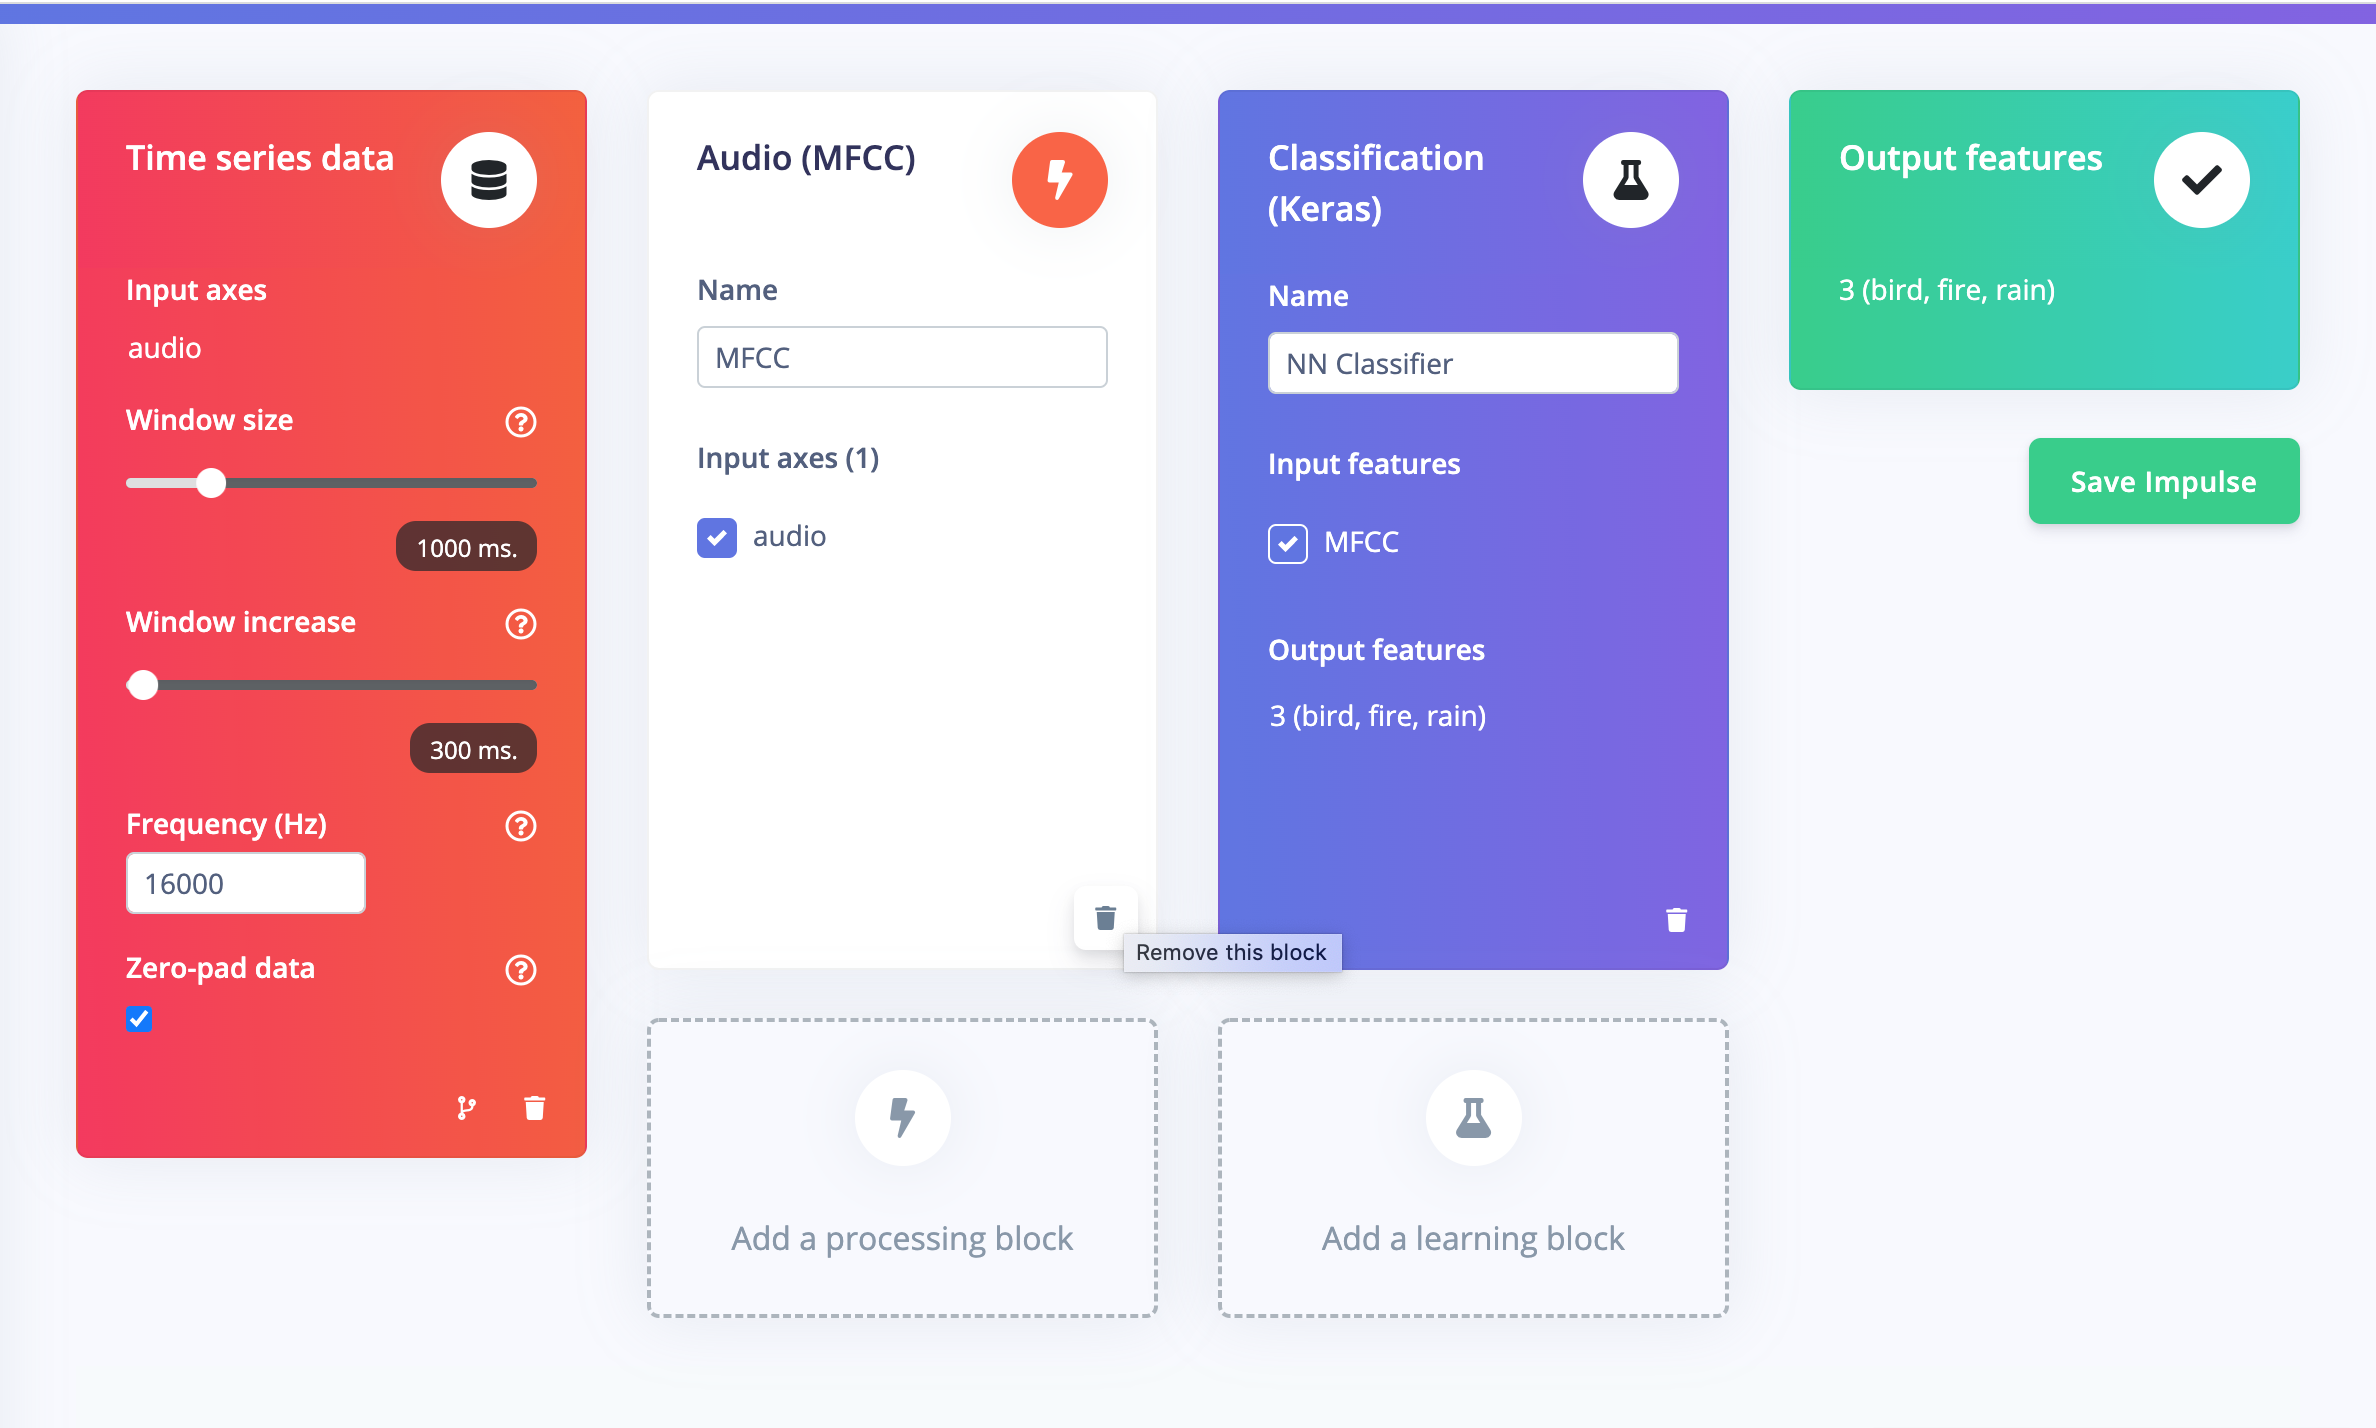 Time series data
Input axes
audio
Window size
1000 ms.
Window increase
300 ms.
Frequency (Hz)
16000
Zero-pad data
Audio (MFCC)
Name
MFCC
Input axes (1)
audio
Remove this block
Add a processing block
Classification
(Keras)
Name
NN Classifier
Input features
MFCC
Output features
3 (bird, fire, rain)
Add a learning block
Output features
3 (bird, fire, rain)
Save Impulse